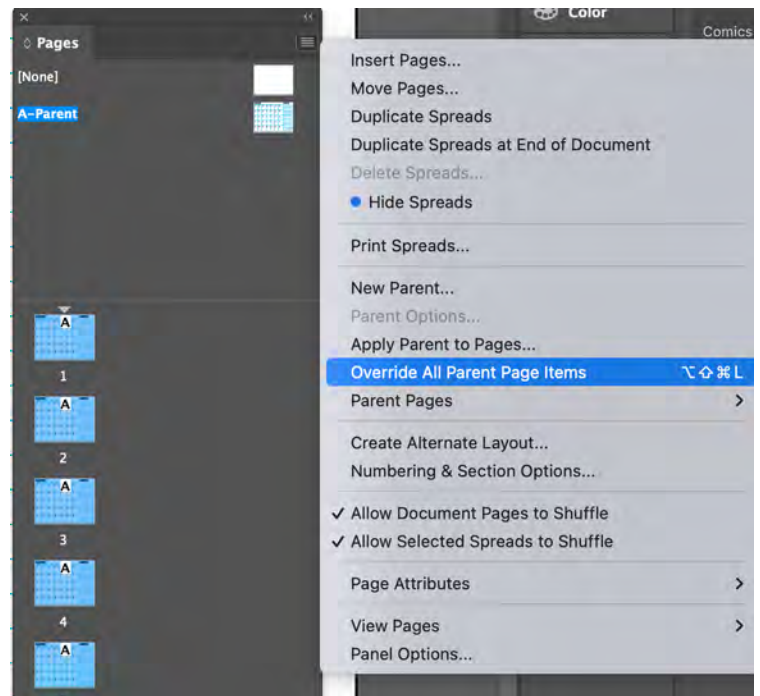 Color
Comics
Pages
[None]
A-Parent
A
1
A
2
A
3
A
4
A
Insert Pages...
Move Pages...
Duplicate Spreads
Duplicate Spreads at End of Document
Delete Spreads...
Hide Spreads
Print Spreads...
New Parent...
Parent Options...
Apply Parent to Pages...
Override All Parent Page Items ⌥⇧⌘L
Parent Pages
Create Alternate Layout...
Numbering & Section Options...
Allow Document Pages to Shuffle
Allow Selected Spreads to Shuffle
Page Attributes
View Pages
Panel Options...